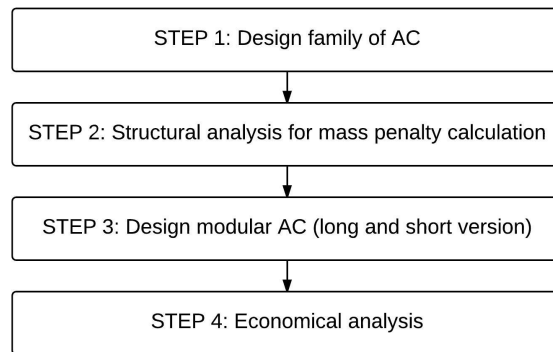 STEP 1: Design family of AC
STEP 2: Structural analysis for mass penalty calculation
STEP 3: Design modular AC (long and short version)
STEP 4: Economical analysis